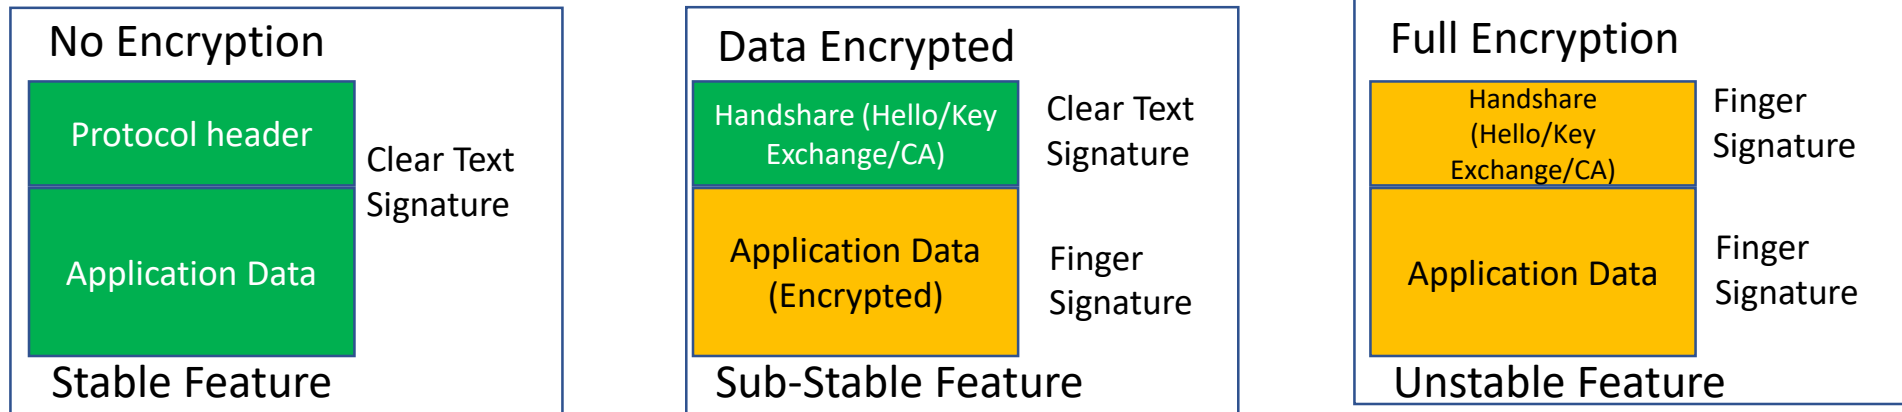 No Encryption
Protocol header
Application Data
Clear Text
Signature
Stable Feature
Data Encrypted
Handshare (Hello/Key
Exchange/CA)
Clear Text
Signature
Application Data
(Encrypted)
Finger
Signature
Sub-Stable Feature
Full Encryption
Handshare
(Hello/Key
Exchange/CA)
Finger
Signature
Application Data
Finger
Signature
Unstable Feature